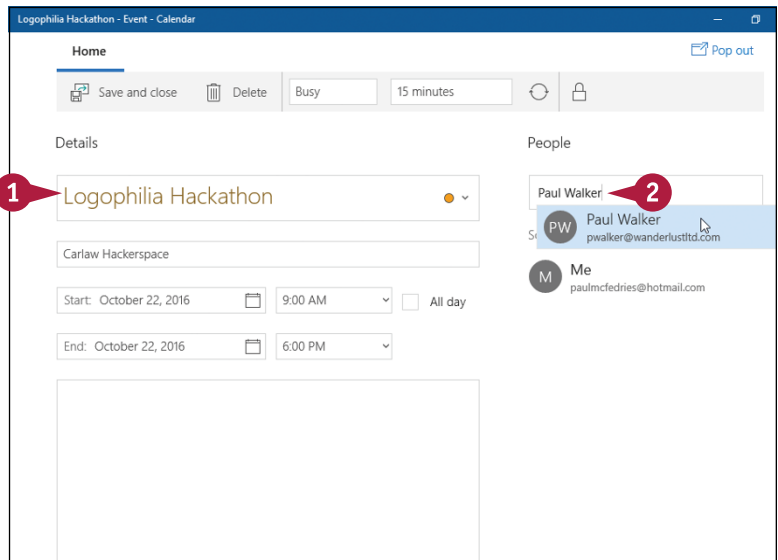 Logophilia Hackathon - Event - Calendar
Home
Pop out
Save and close
Delete
Busy
15 minutes
Details
People
1
Logophilia Hackathon
Paul Walker
2
PW
Paul Walker
pwalker@wanderlustltd.com
Carlaw Hackerspace
M
Me
paulmcfedries@hotmail.com
Start: October 22, 2016
9:00 AM
All day
End: October 22, 2016
6:00 PM